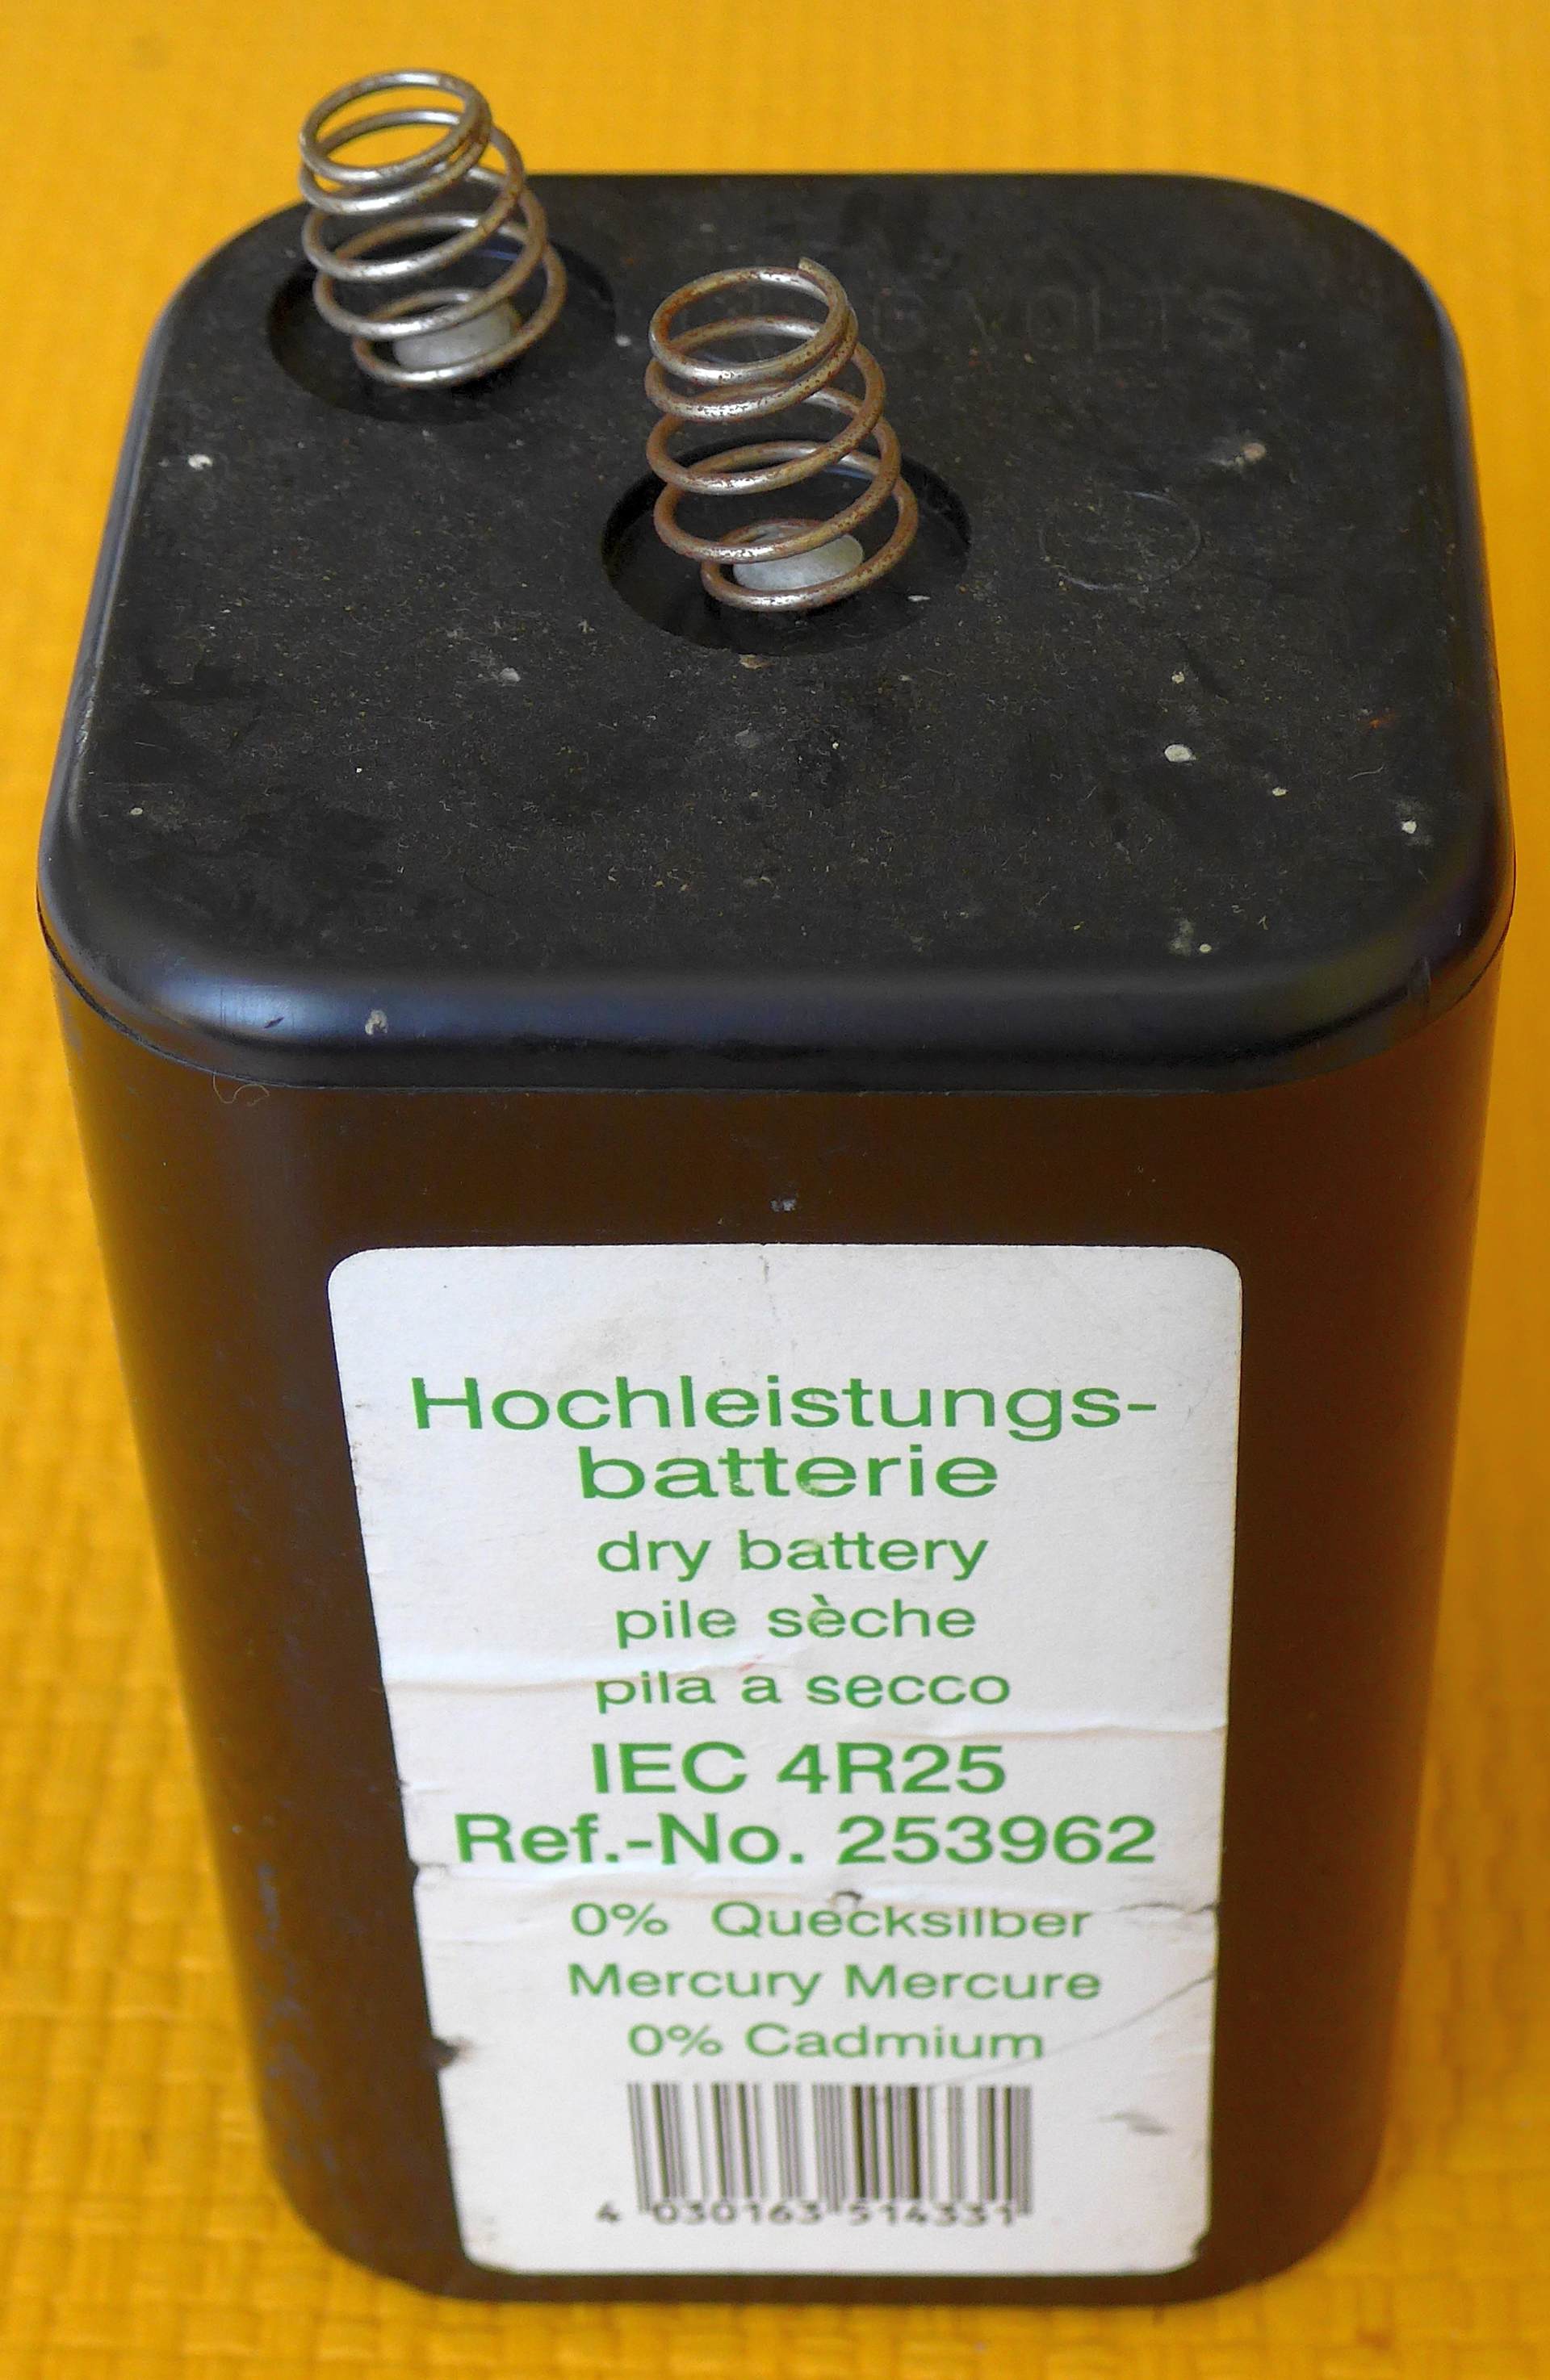 6 VOLTS
Hochleistungs-
batterie
dry battery
pile sèche
pila a secco
IEC 4R25
Ref.-No. 253962
0% Quecksilber
Mercury Mercure
0% Cadmium
4 030163 514331